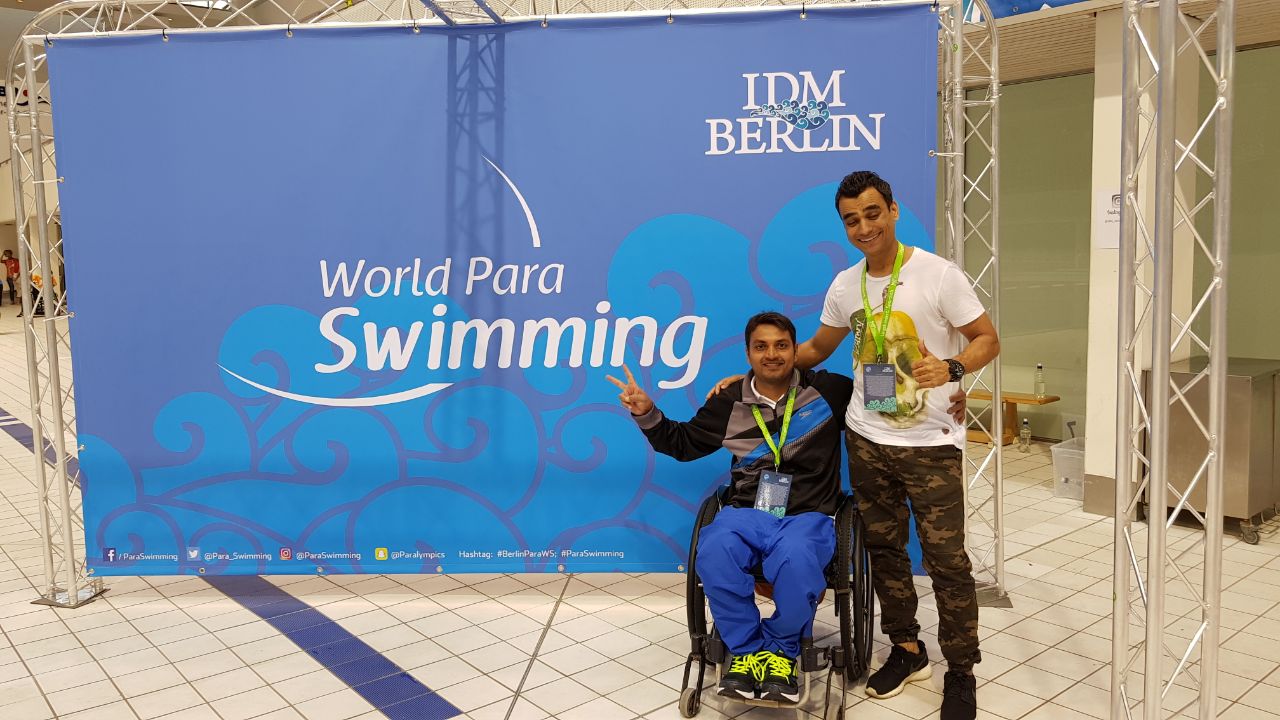 IDM
BERLIN
World Para
Swimming
/ParaSwimming @Para_Swimming @ParaSwimming @Paralympics Hashtag: #BerlinParaWS; #ParaSwimming